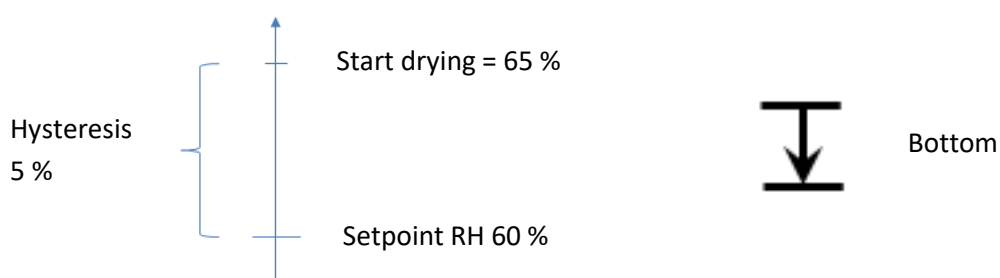 Start drying = 65 %
Hysteresis
5 %
Bottom
Setpoint RH 60 %